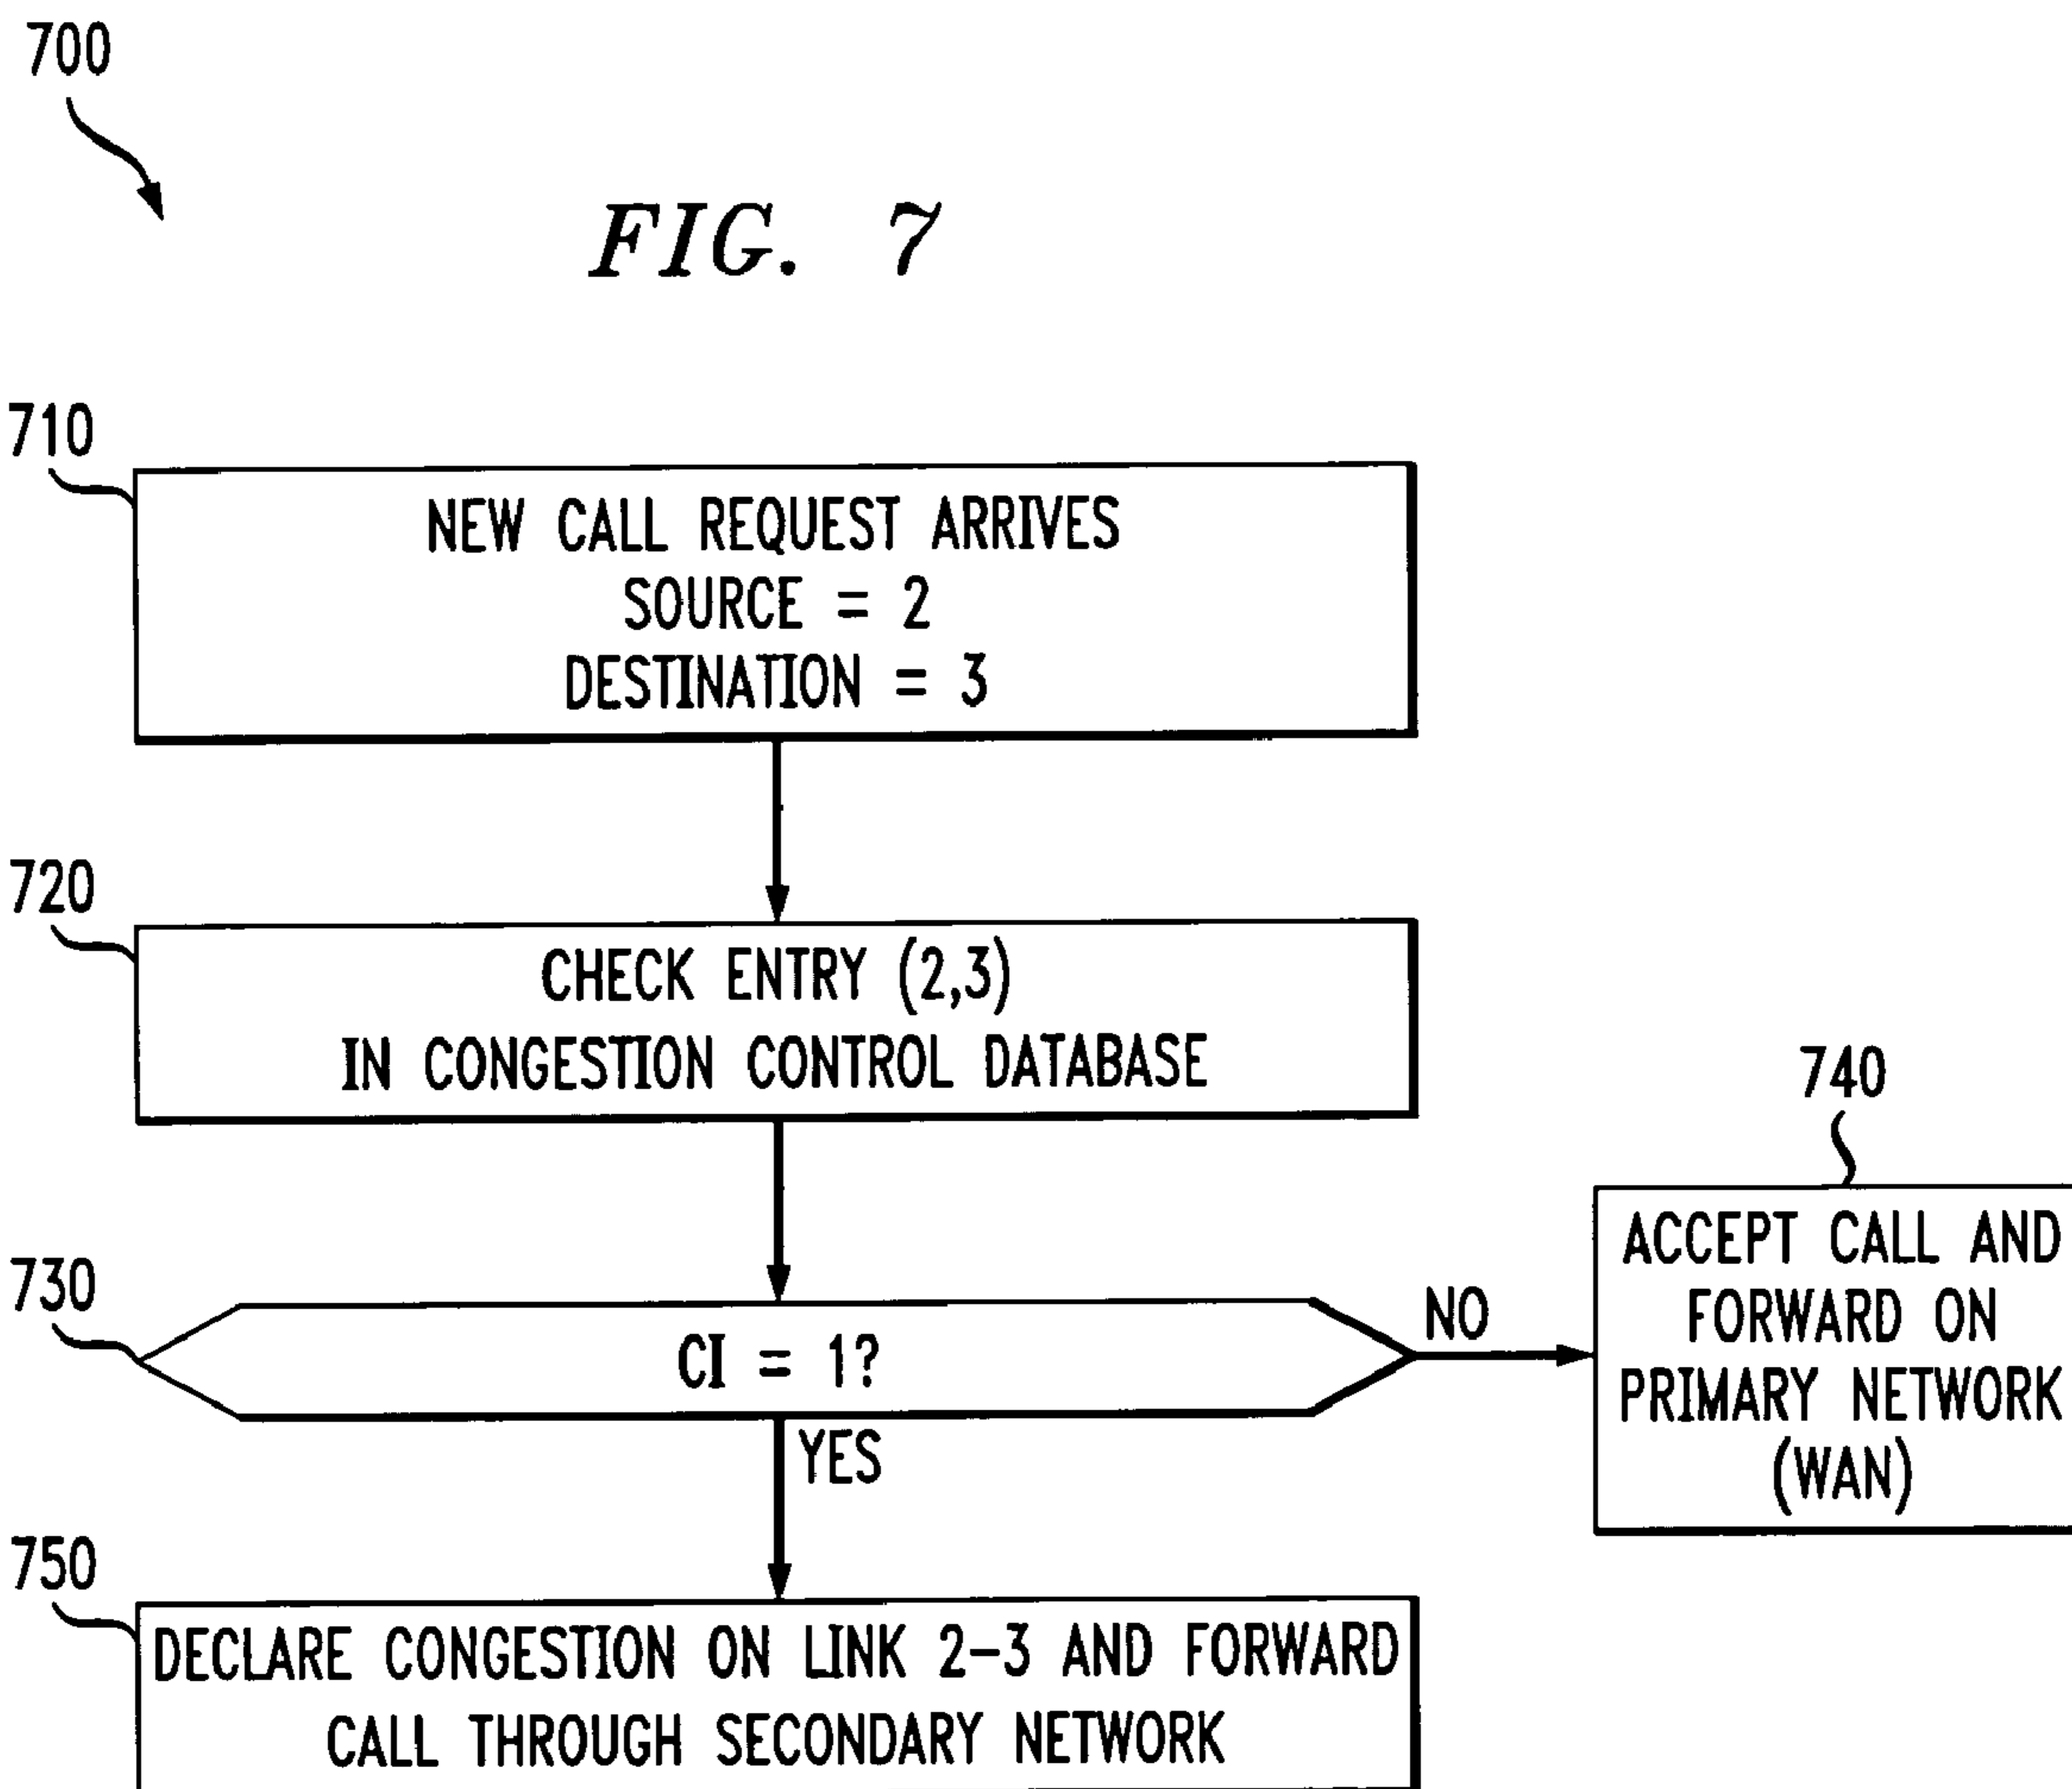 700
FIG. 7
710
NEW CALL REQUEST ARRIVES
SOURCE = 2
DESTINATION = 3
720
CHECK ENTRY (2,3)
IN CONGESTION CONTROL DATABASE
740
ACCEPT CALL AND
FORWARD ON
PRIMARY NETWORK
(WAN)
730
CI = 1?
NO
YES
750
DECLARE CONGESTION ON LINK 2-3 AND FORWARD
CALL THROUGH SECONDARY NETWORK